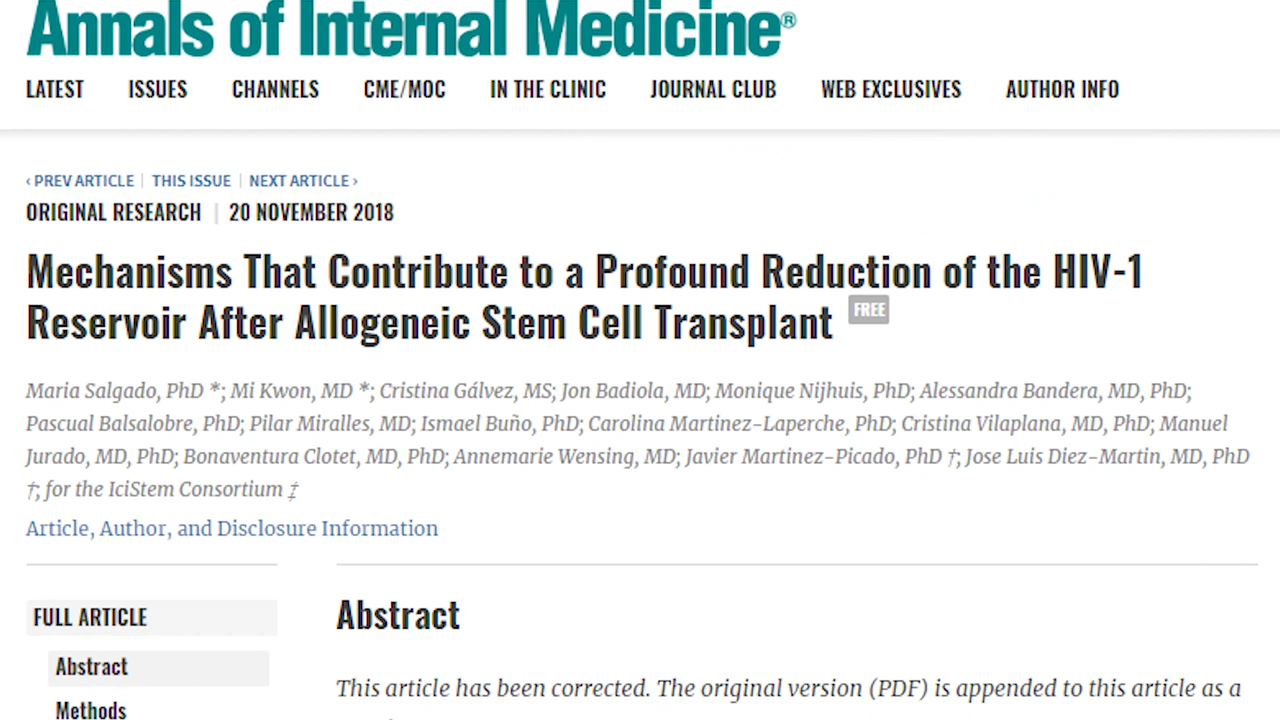 Annals of Internal Medicine®
LATEST ISSUES CHANNELS CME/MOC IN THE CLINIC JOURNAL CLUB WEB EXCLUSIVES AUTHOR INFO
‹ PREV ARTICLE | THIS ISSUE | NEXT ARTICLE ›
ORIGINAL RESEARCH | 20 NOVEMBER 2018
Mechanisms That Contribute to a Profound Reduction of the HIV-1
Reservoir After Allogeneic Stem Cell Transplant FREE
Maria Salgado, PhD *; Mi Kwon, MD *; Cristina Gálvez, MS; Jon Badiola, MD; Monique Nijhuis, PhD; Alessandra Bandera, MD, PhD;
Pascual Balsalobre, PhD; Pilar Miralles, MD; Ismael Buño, PhD; Carolina Martinez-Laperche, PhD; Cristina Vilaplana, MD, PhD; Manuel
Jurado, MD, PhD; Bonaventura Clotet, MD, PhD; Annemarie Wensing, MD; Javier Martinez-Picado, PhD †; Jose Luis Diez-Martin, MD, PhD
†; for the IciStem Consortium ‡
Article, Author, and Disclosure Information
FULL ARTICLE
Abstract
Methods
Abstract
This article has been corrected. The original version (PDF) is appended to this article as a